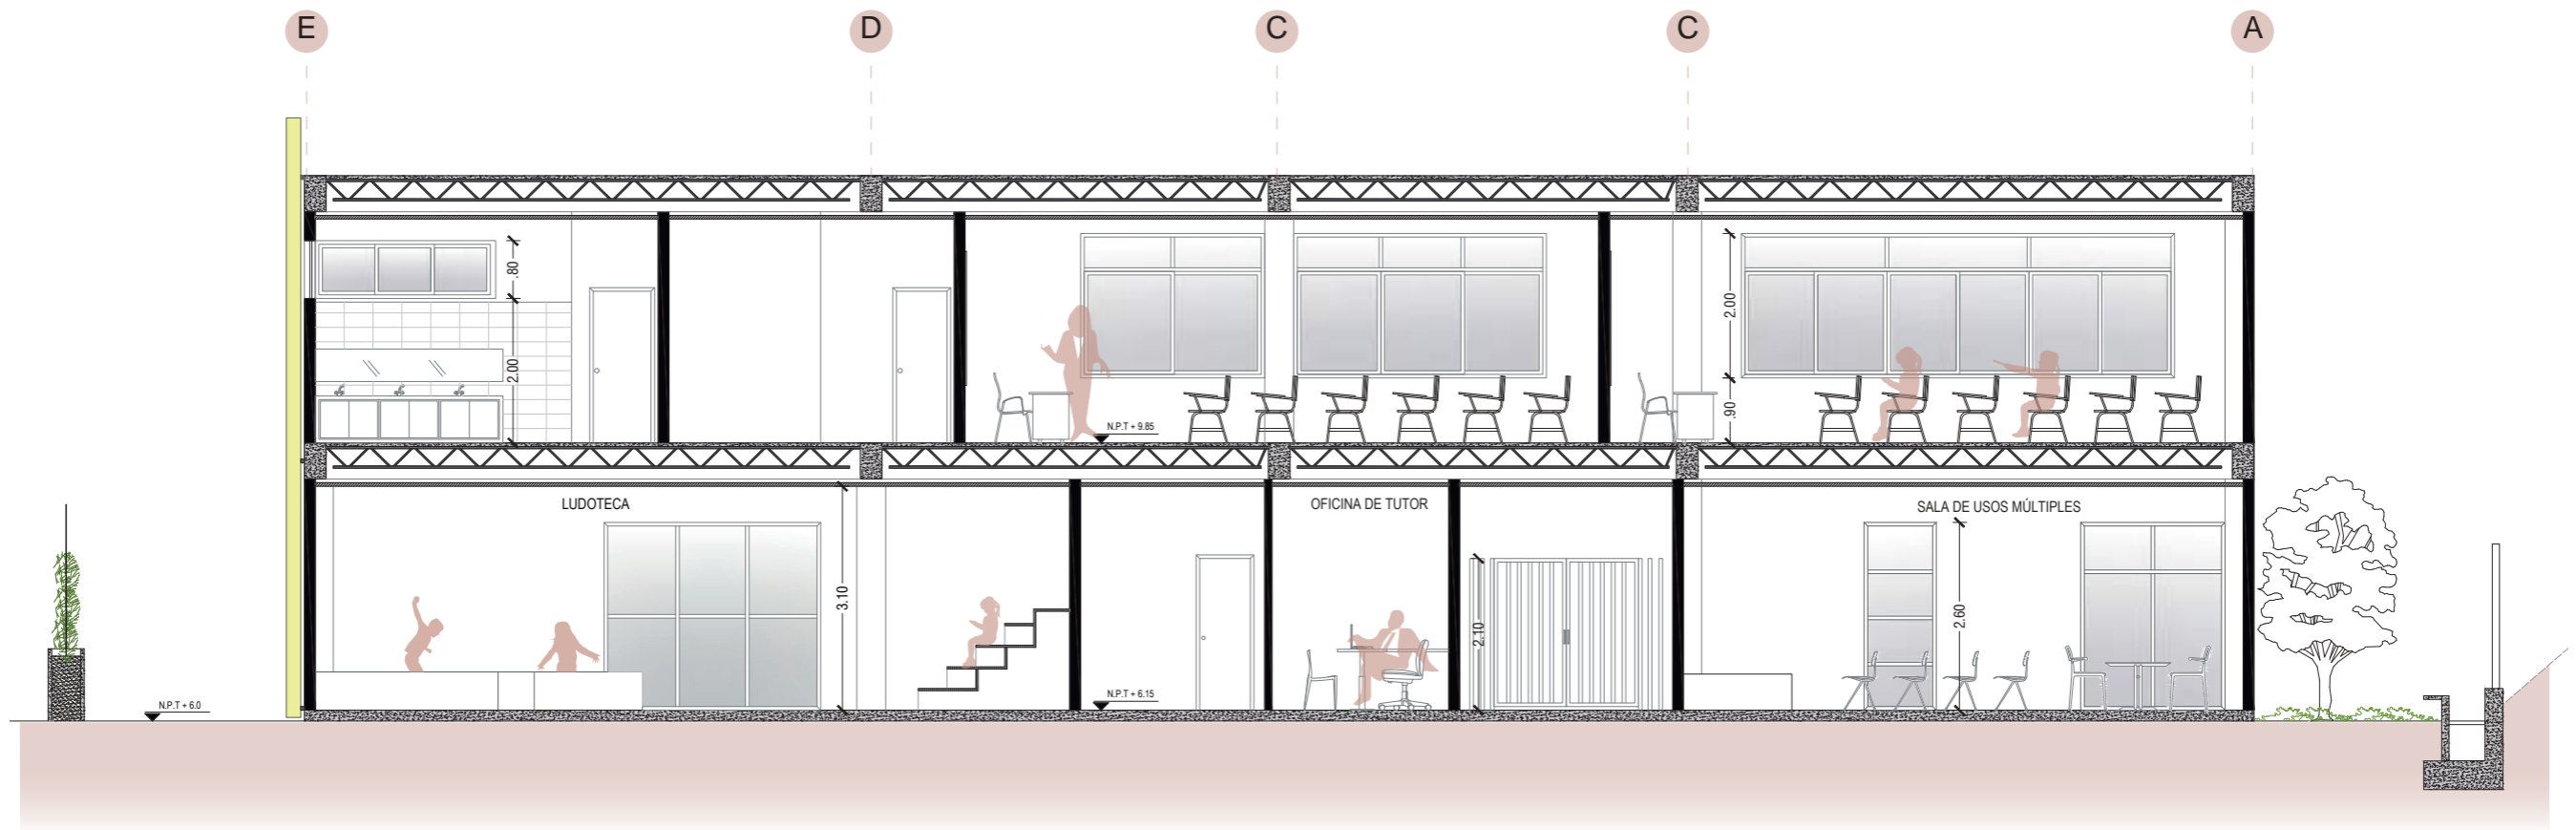 E
D
C
C
A
.80
2.00
2.00
.90
N.P.T + 9.85
LUDOTECA
OFICINA DE TUTOR
SALA DE USOS MÚLTIPLES
3.10
2.10
2.60
N.P.T + 6.0
N.P.T + 6.15